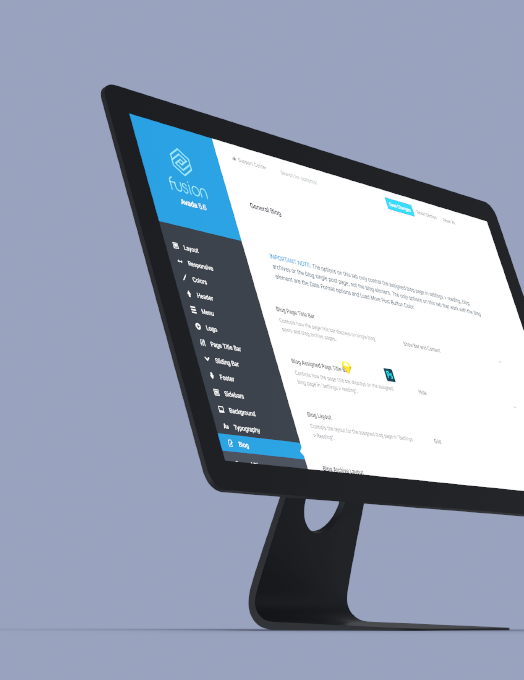 fusion
Avada 5.6
Layout
Responsive
Colors
Header
Menu
Logo
Page Title Bar
Sliding Bar
Footer
Sidebars
Background
Typography
Blog
Support Center
Save Changes
General Blog
IMPORTANT NOTE: The options on this tab only control the assigned blog page in settings > reading, blog
archives or the blog single post page, not the blog element. The only options on this tab that work with the blog
element are the Date Format options and Load More Post Button Color.
Blog Page Title Bar
Controls how the page title bar displays on single blog
posts and blog archive pages.
Show Bar and Content
Blog Assigned Page Title
Controls how the page title bar displays on the assigned
blog page in "settings > reading".
Hide
Blog Layout
Controls the layout for the assigned blog page in "settings
> reading".
Grid
Blog Archive Layout